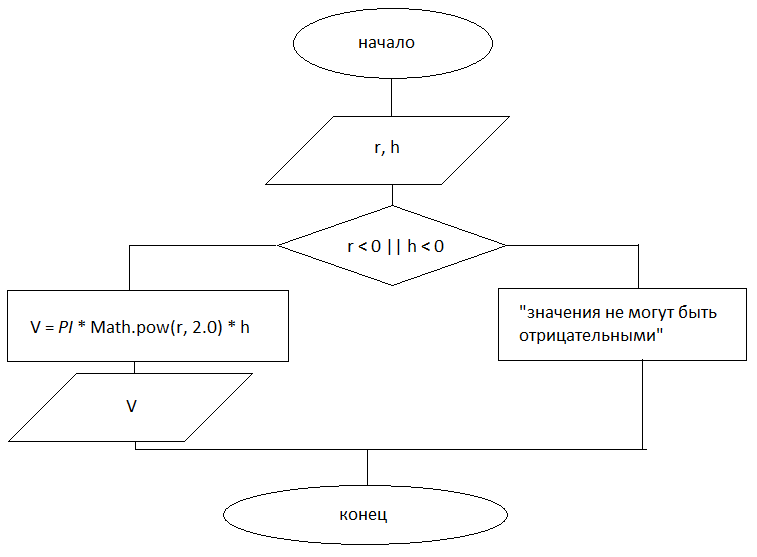 начало
r, h
r < 0 || h < 0
V = PI * Math.pow(r, 2.0) * h
"значения не могут быть
отрицательными"
V
конец